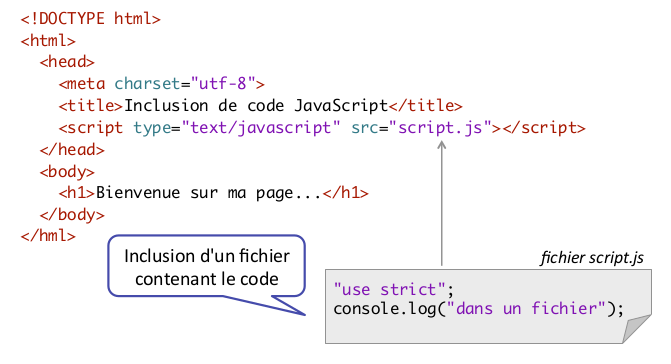 <!DOCTYPE html>
<html>
  <head>
    <meta charset="utf-8">
    <title>Inclusion de code JavaScript</title>
    <script type="text/javascript" src="script.js"></script>
  </head>
  <body>
    <h1>Bienvenue sur ma page...</h1>
  </body>
</hml>
Inclusion d'un fichier
contenant le code
fichier script.js
"use strict";
console.log("dans un fichier");